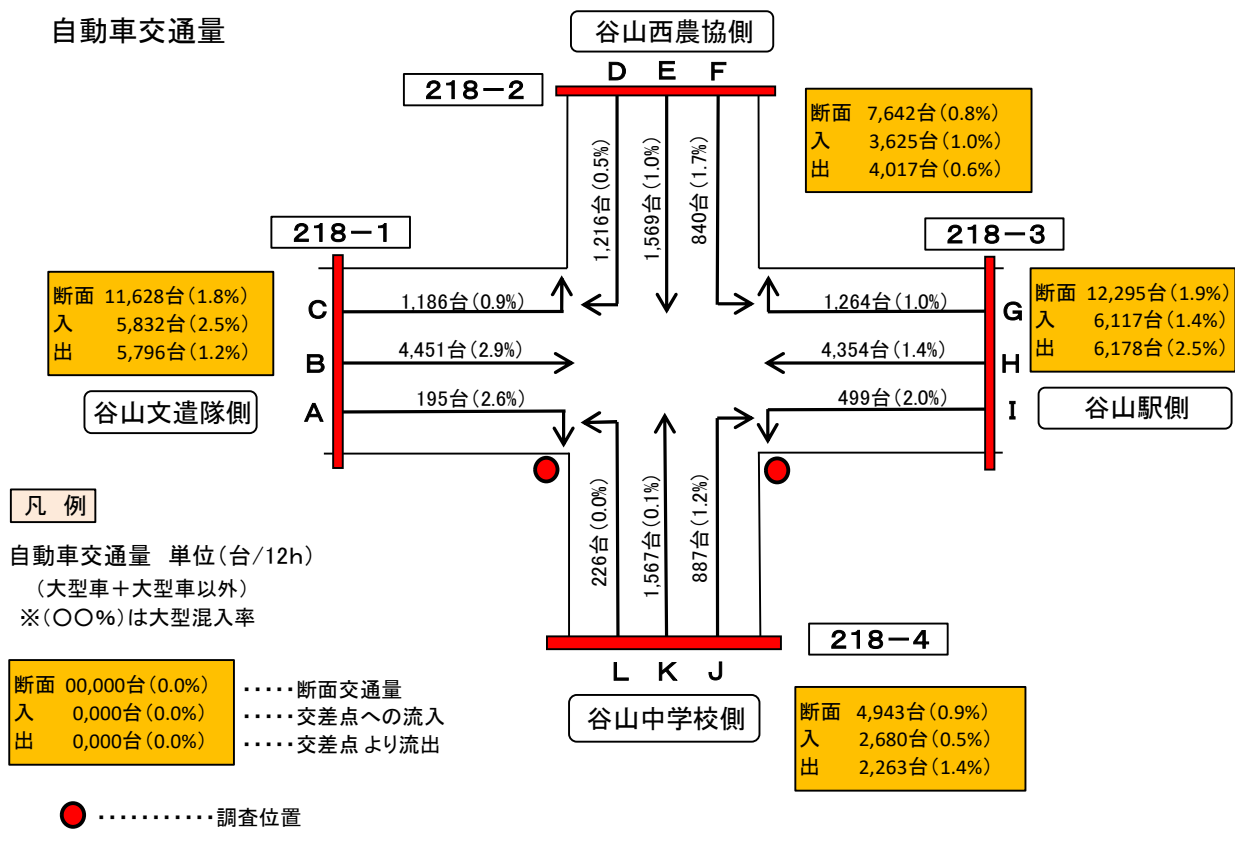 自動車交通量
谷山西農協側
218－2
D E F
断面 7,642台(0.8%)
入 3,625台(1.0%)
出 4,017台(0.6%)
1,216台(0.5%)
1,569台(1.0%)
840台(1.7%)
218－1
218－3
断面 11,628台(1.8%)
入 5,832台(2.5%)
出 5,796台(1.2%)
C
1,186台(0.9%)
1,264台(1.0%)
G
断面 12,295台(1.9%)
入 6,117台(1.4%)
出 6,178台(2.5%)
B
4,451台(2.9%)
4,354台(1.4%)
H
谷山文遣隊側
A
195台(2.6%)
499台(2.0%)
I
谷山駅側
226台(0.0%)
1,567台(0.1%)
887台(1.2%)
凡 例
自動車交通量 単位(台/12h)
(大型車＋大型車以外)
※(〇〇%)は大型混入率
218－4
L K J
谷山中学校側
断面 00,000台(0.0%) ･････断面交通量
入 0,000台(0.0%) ･････交差点への流入
出 0,000台(0.0%) ･････交差点より流出
断面 4,943台(0.9%)
入 2,680台(0.5%)
出 2,263台(1.4%)
･･･････････調査位置